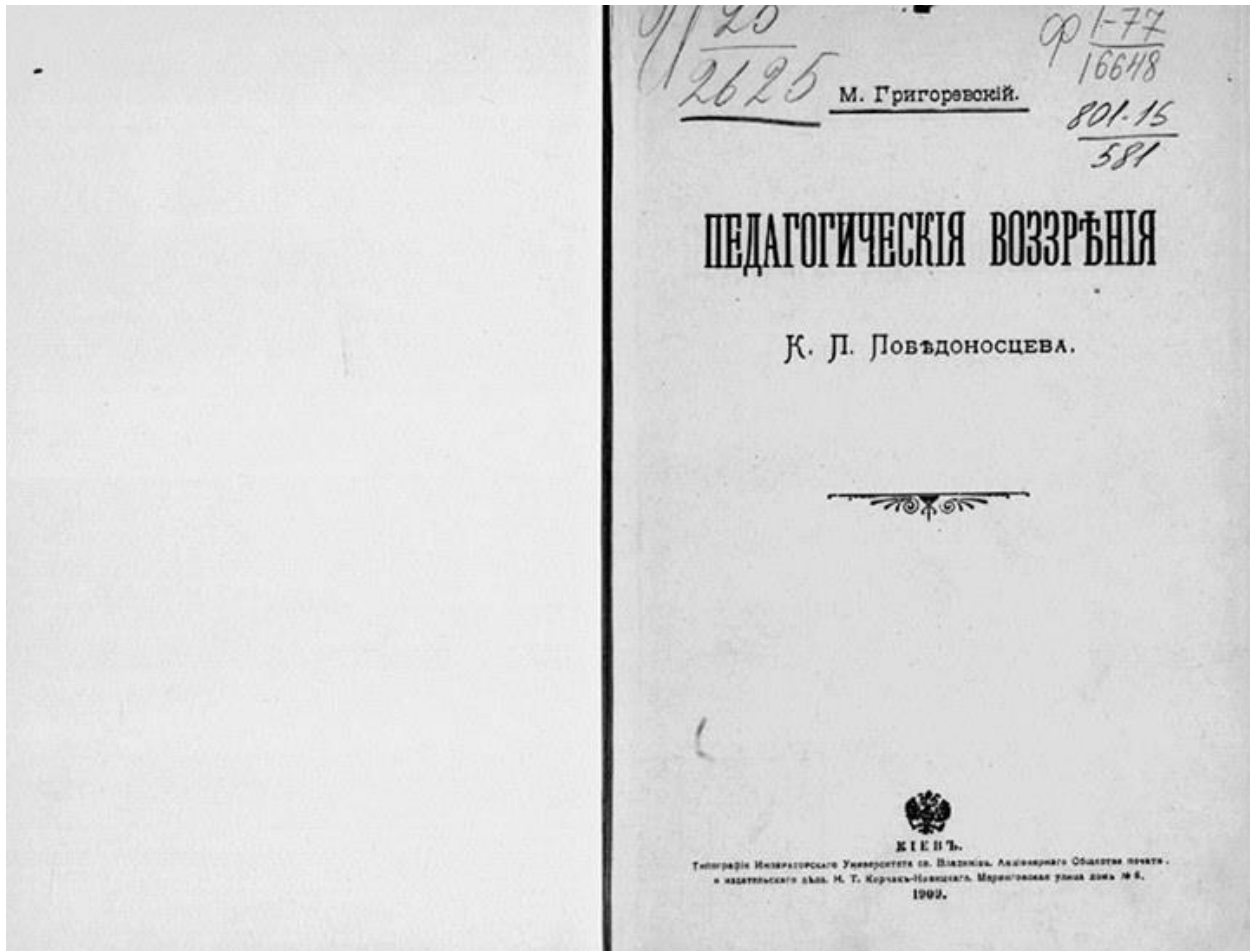 20
2625
ф 1-77
16648
801-15
581
М. Григоревскій.
ПЕДАГОГИЧЕСКІЯ ВОЗЗРѢНІЯ
К. П. ПОБѢДОНОСЦЕВА.
КІЕВЪ.
Типографія Императорскаго Университета св. Владиміра. Акціонернаго Общества печати
и издательскаго дѣла. Н. Т. Корчакъ-Новицкаго. Меринговская улица домъ № 6.
1909.